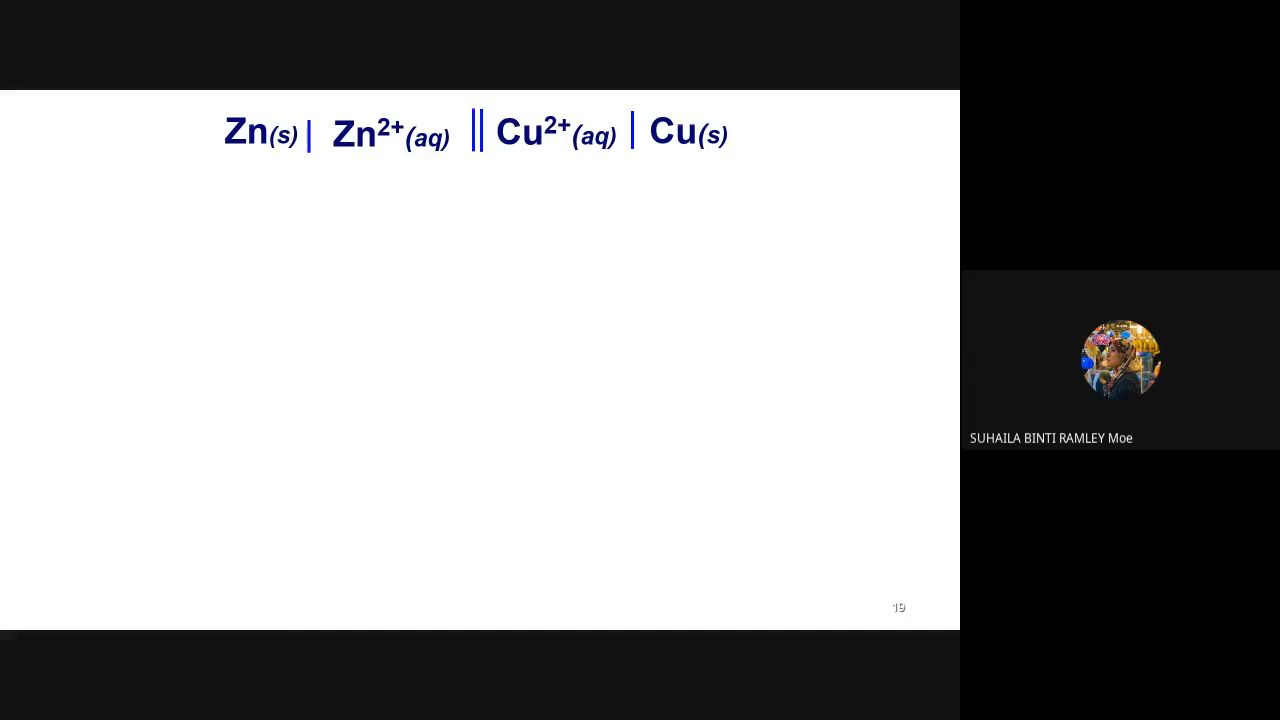 Zn(s) | Zn²⁺(aq) || Cu²⁺(aq) | Cu(s)
SUHAILA BINTI RAMLEY Moe
19